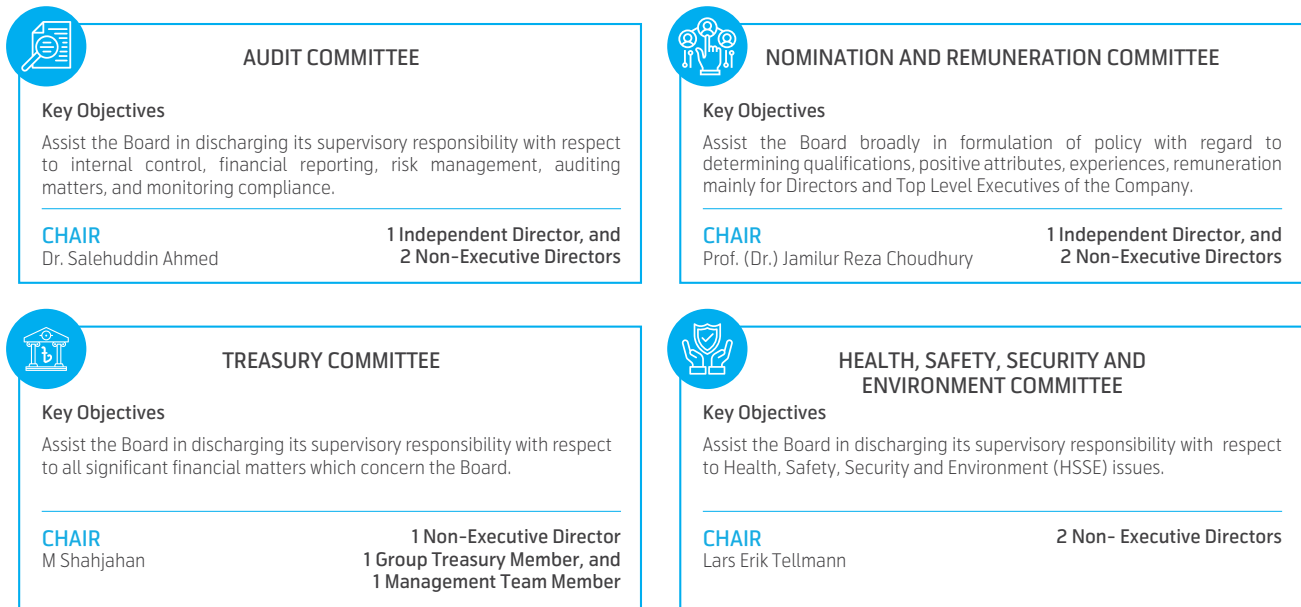 AUDIT COMMITTEE
Key Objectives
Assist the Board in discharging its supervisory responsibility with respect
to internal control, financial reporting, risk management, auditing
matters, and monitoring compliance.
CHAIR
Dr. Salehuddin Ahmed
1 Independent Director, and
2 Non-Executive Directors
NOMINATION AND REMUNERATION COMMITTEE
Key Objectives
Assist the Board broadly in formulation of policy with regard to
determining qualifications, positive attributes, experiences, remuneration
mainly for Directors and Top Level Executives of the Company.
CHAIR
Prof. (Dr.) Jamilur Reza Choudhury
1 Independent Director, and
2 Non-Executive Directors
৳
TREASURY COMMITTEE
Key Objectives
Assist the Board in discharging its supervisory responsibility with respect
to all significant financial matters which concern the Board.
CHAIR
M Shahjahan
1 Non-Executive Director
1 Group Treasury Member, and
1 Management Team Member
HEALTH, SAFETY, SECURITY AND
ENVIRONMENT COMMITTEE
Key Objectives
Assist the Board in discharging its supervisory responsibility with respect
to Health, Safety, Security and Environment (HSSE) issues.
CHAIR
Lars Erik Tellmann
2 Non- Executive Directors